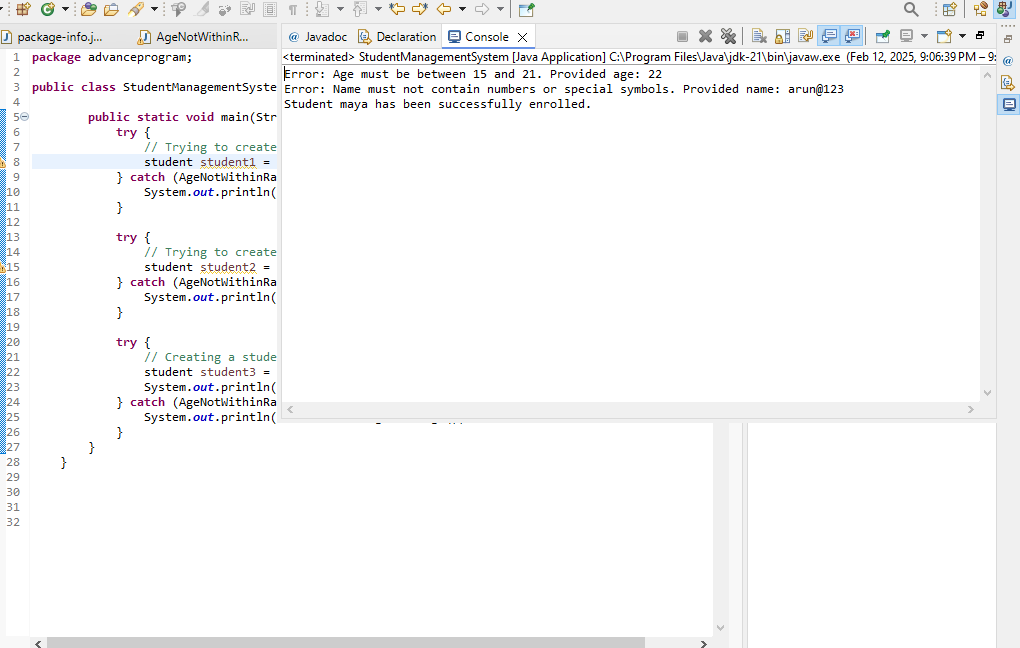 package-info.j...
AgeNotWithinR...
Javadoc
Declaration
Console
<terminated> StudentManagementSystem [Java Application] C:\Program Files\Java\jdk-21\bin\javaw.exe (Feb 12, 2025, 9:06:39 PM – 9:
Error: Age must be between 15 and 21. Provided age: 22
Error: Name must not contain numbers or special symbols. Provided name: arun@123
Student maya has been successfully enrolled.
1 package advanceprogram;
2
3 public class StudentManagementSyste
4
5 public static void main(Str
6 try {
7 // Trying to create
8 student student1 =
9 } catch (AgeNotWithinRa
10 System.out.println(
11 }
12
13 try {
14 // Trying to create
15 student student2 =
16 } catch (AgeNotWithinRa
17 System.out.println(
18 }
19
20 try {
21 // Creating a stude
22 student student3 =
23 System.out.println(
24 } catch (AgeNotWithinRa
25 System.out.println(
26 }
27 }
28 }
29
30
31
32